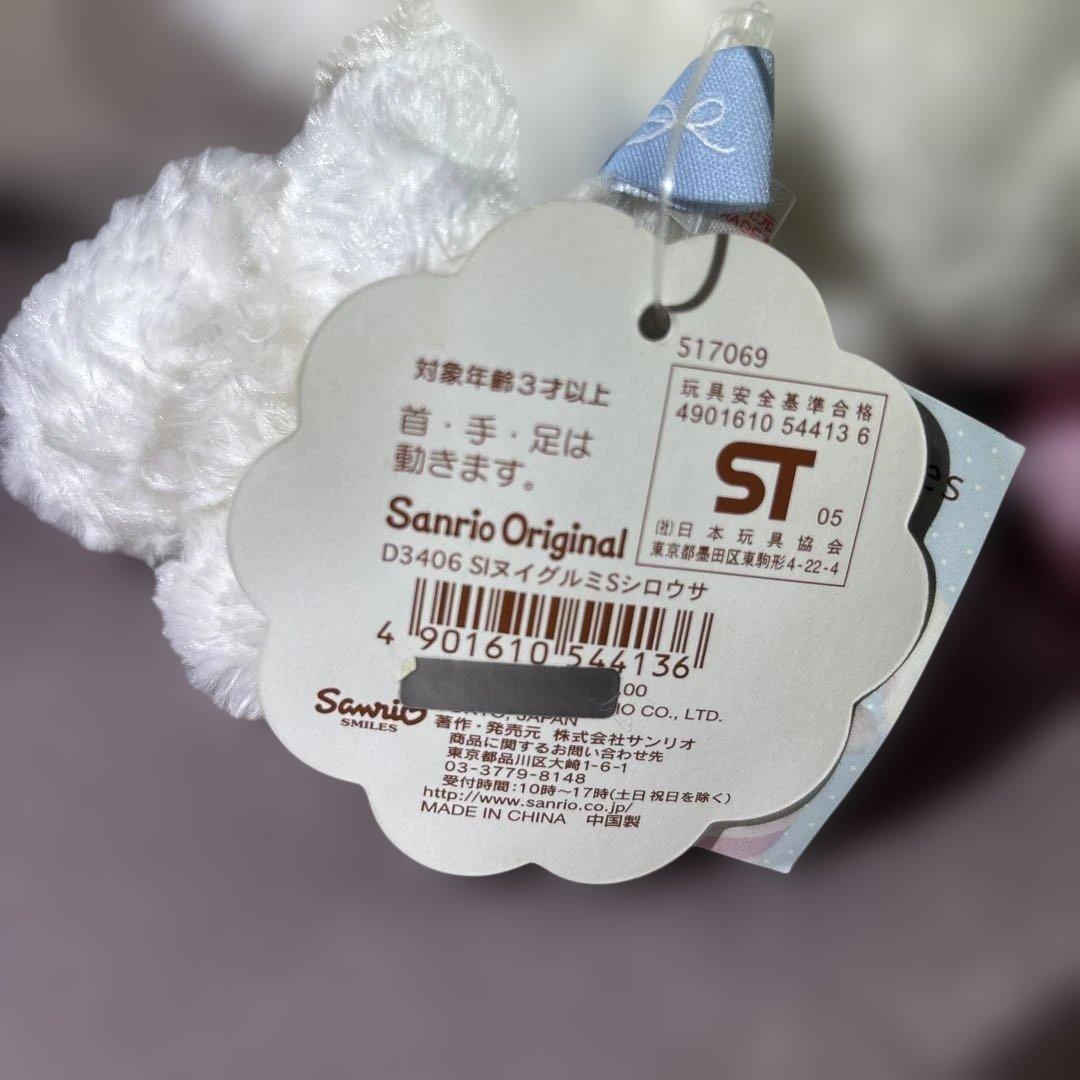 517069
玩具安全基準合格
4901610 54413 6
ST 05
(社)日本玩具協会
東京都墨田区東駒形4-22-4
対象年齢3才以上
首・手・足は
動きます。
Sanrio Original
D3406 SIヌイグルミSシロウサ
4 901610 544136
.00
CO., LTD.
JAPAN
Sanrio
SMILES
著作・発売元 株式会社サンリオ
商品に関するお問い合わせ先
東京都品川区大崎1-6-1
03-3779-8148
受付時間:10時〜17時(土日祝日を除く)
http://www.sanrio.co.jp/
MADE IN CHINA 中国製
es